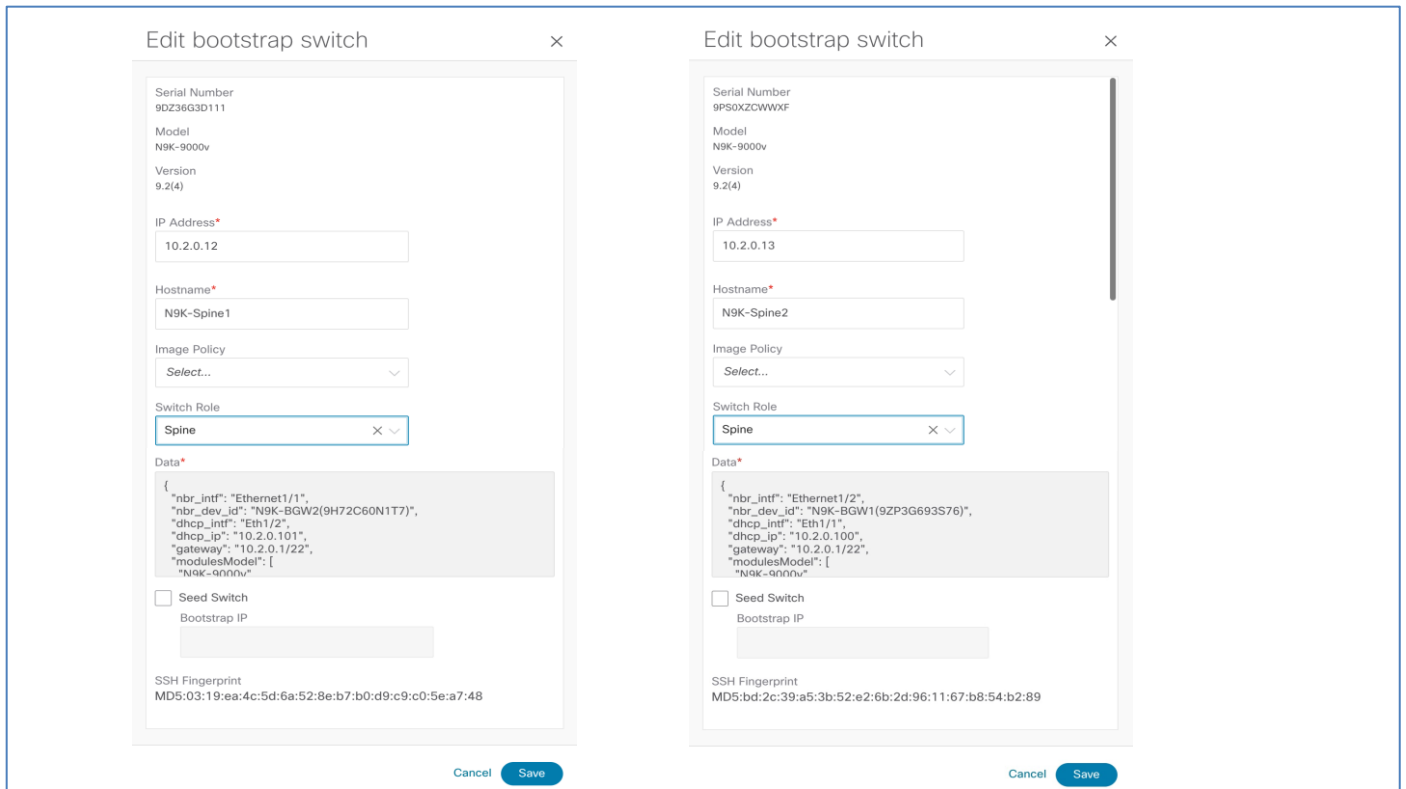 Edit bootstrap switch
Serial Number
9DZ36G3D111
Model
N9K-9000v
Version
9.2(4)
IP Address*
10.2.0.12
Hostname*
N9K-Spine1
Image Policy
Select...
Switch Role
Spine
Data*
{
"nbr_intf": "Ethernet1/1",
"nbr_dev_id": "N9K-BGW2(9H72C60N1T7)",
"dhcp_intf": "Eth1/2",
"dhcp_ip": "10.2.0.101",
"gateway": "10.2.0.1/22",
"modulesModel": [
"N9K-9000v"
Seed Switch
Bootstrap IP
SSH Fingerprint
MD5:03:19:ea:4c:5d:6a:52:8e:b7:b0:d9:c9:c0:5e:a7:48
Cancel
Save
Edit bootstrap switch
Serial Number
9PS0XZCWWXF
Model
N9K-9000v
Version
9.2(4)
IP Address*
10.2.0.13
Hostname*
N9K-Spine2
Image Policy
Select...
Switch Role
Spine
Data*
{
"nbr_intf": "Ethernet1/2",
"nbr_dev_id": "N9K-BGW1(9ZP3G693S76)",
"dhcp_intf": "Eth1/1",
"dhcp_ip": "10.2.0.100",
"gateway": "10.2.0.1/22",
"modulesModel": [
"N9K-9000v"
Seed Switch
Bootstrap IP
SSH Fingerprint
MD5:bd:2c:39:a5:3b:52:e2:6b:2d:96:11:67:b8:54:b2:89
Cancel
Save